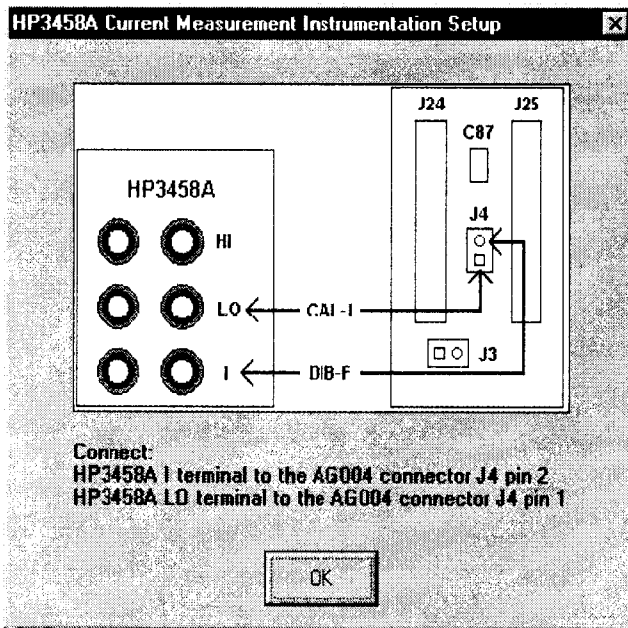 HP3458A Current Measurement Instrumentation Setup
J24
J25
C87
HP3458A
J4
HI
LO
CAL-I
J3
I
DIB-F
Connect:
HP3458A I terminal to the AG004 connector J4 pin 2
HP3458A LO terminal to the AG004 connector J4 pin 1
OK